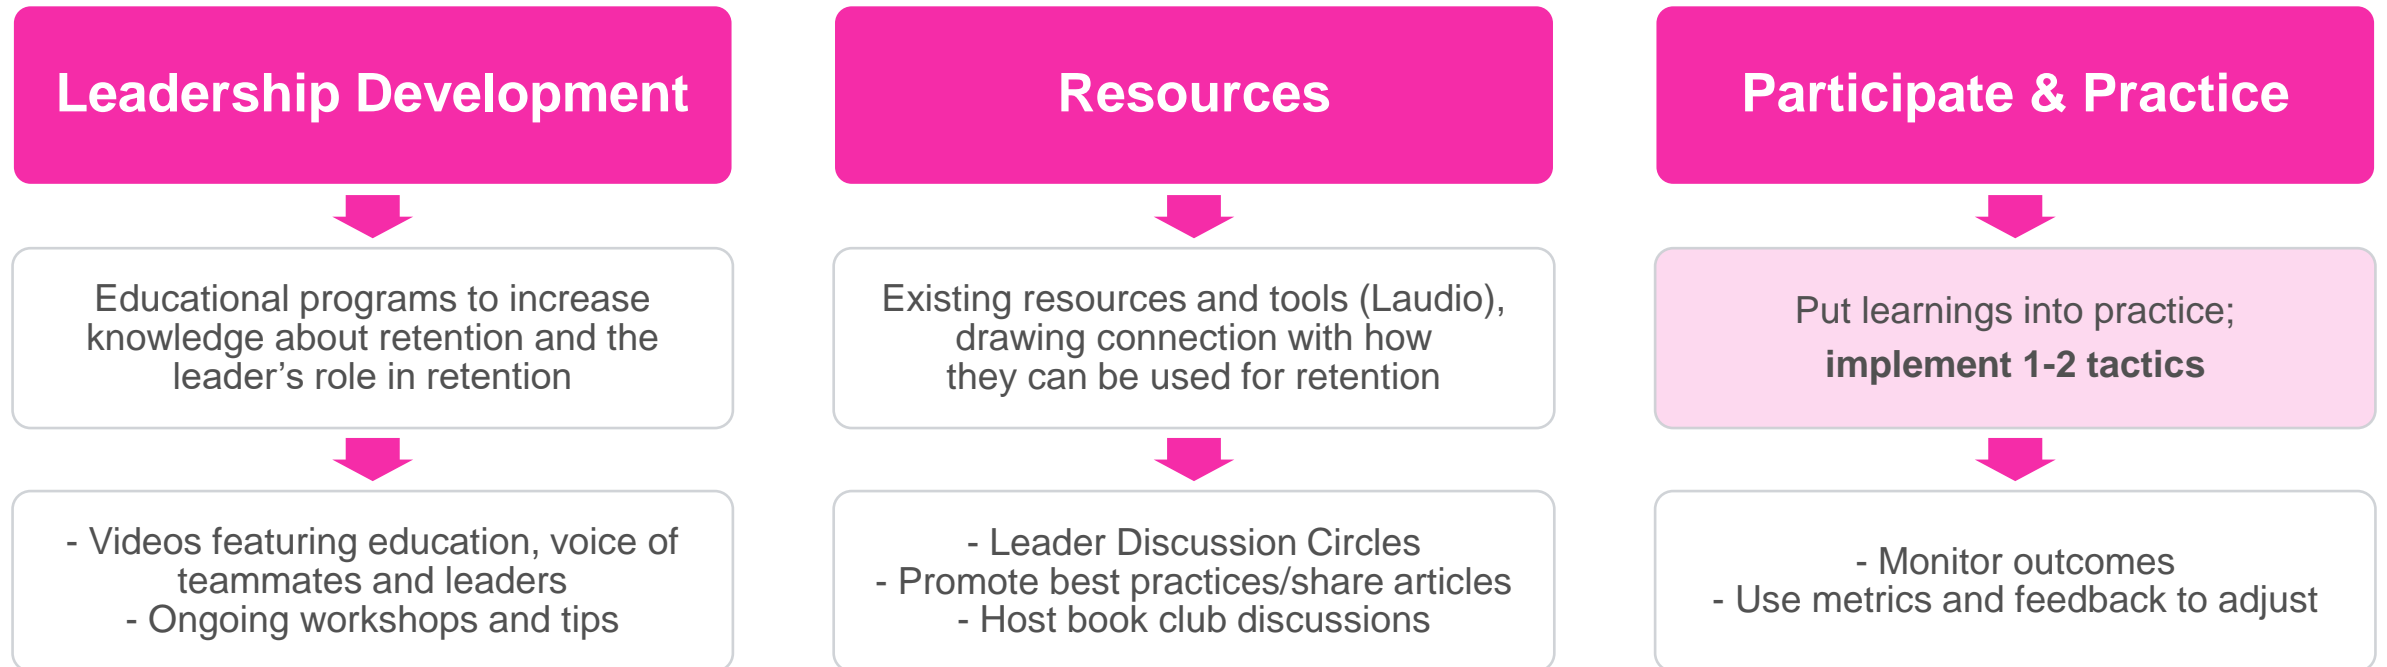 Leadership Development
Educational programs to increase
knowledge about retention and the
leader’s role in retention
- Videos featuring education, voice of
teammates and leaders
- Ongoing workshops and tips
Resources
Existing resources and tools (Laudio),
drawing connection with how
they can be used for retention
- Leader Discussion Circles
- Promote best practices/share articles
- Host book club discussions
Participate & Practice
Put learnings into practice;
implement 1-2 tactics
- Monitor outcomes
- Use metrics and feedback to adjust